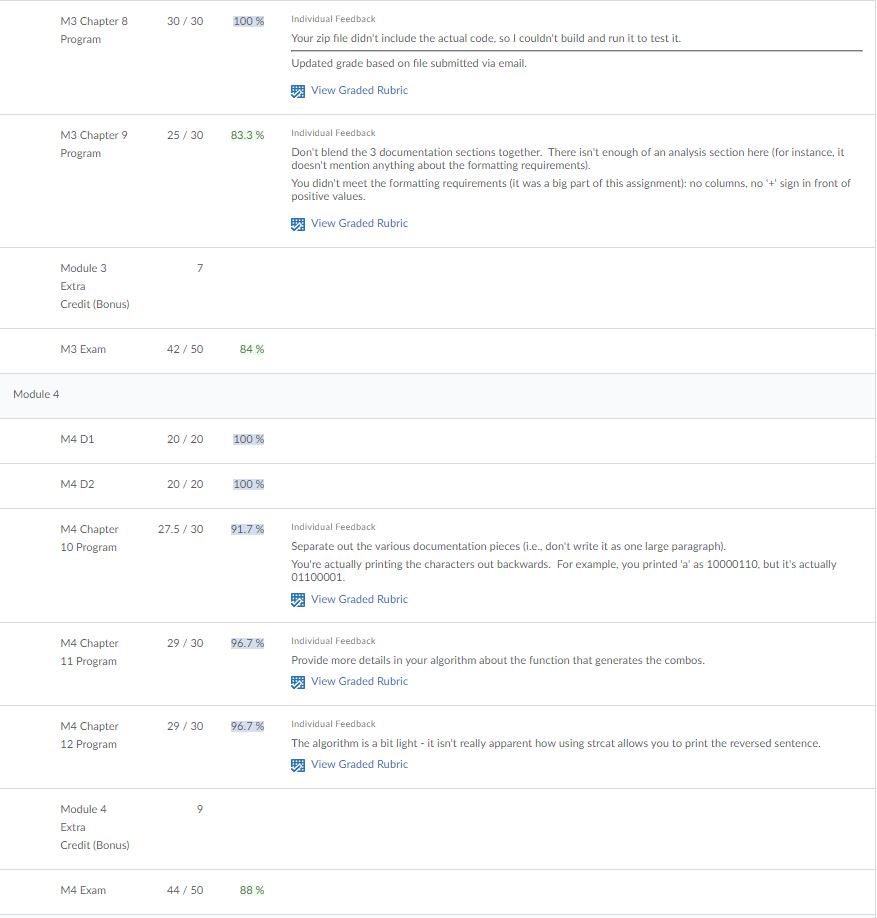 M3 Chapter 8 30 / 30 100 % Individual Feedback
Program
Your zip file didn't include the actual code, so I couldn't build and run it to test it.
Updated grade based on file submitted via email.
View Graded Rubric
M3 Chapter 9 25 / 30 83.3 % Individual Feedback
Program
Don't blend the 3 documentation sections together. There isn't enough of an analysis section here (for instance, it
doesn't mention anything about the formatting requirements).
You didn't meet the formatting requirements (it was a big part of this assignment): no columns, no '+' sign in front of
positive values.
View Graded Rubric
Module 3 7
Extra
Credit (Bonus)
M3 Exam 42 / 50 84 %
Module 4
M4 D1 20 / 20 100 %
M4 D2 20 / 20 100 %
M4 Chapter 27.5 / 30 91.7 % Individual Feedback
10 Program
Separate out the various documentation pieces (i.e., don't write it as one large paragraph).
You're actually printing the characters out backwards. For example, you printed 'a' as 10000110, but it's actually
01100001.
View Graded Rubric
M4 Chapter 29 / 30 96.7 % Individual Feedback
11 Program
Provide more details in your algorithm about the function that generates the combos.
View Graded Rubric
M4 Chapter 29 / 30 96.7 % Individual Feedback
12 Program
The algorithm is a bit light - it isn't really apparent how using strcat allows you to print the reversed sentence.
View Graded Rubric
Module 4 9
Extra
Credit (Bonus)
M4 Exam 44 / 50 88 %